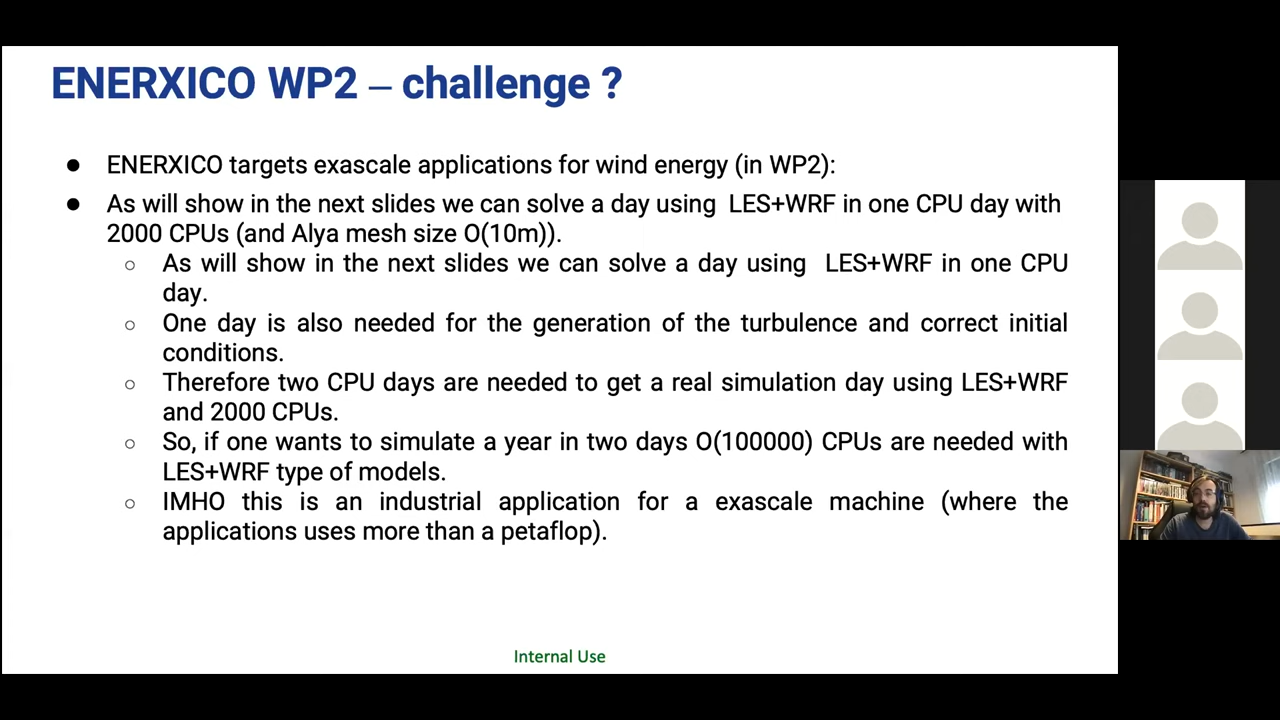 ENERXICO WP2 – challenge ?
● ENERXICO targets exascale applications for wind energy (in WP2):
● As will show in the next slides we can solve a day using LES+WRF in one CPU day with
2000 CPUs (and Alya mesh size O(10m)).
○ As will show in the next slides we can solve a day using LES+WRF in one CPU
day.
○ One day is also needed for the generation of the turbulence and correct initial
conditions.
○ Therefore two CPU days are needed to get a real simulation day using LES+WRF
and 2000 CPUs.
○ So, if one wants to simulate a year in two days O(100000) CPUs are needed with
LES+WRF type of models.
○ IMHO this is an industrial application for a exascale machine (where the
applications uses more than a petaflop).
Internal Use